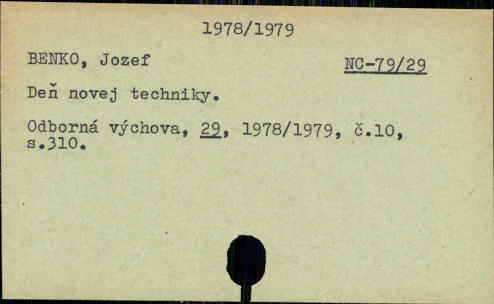 1978/1979
BENKO, Jozef NC-79/29
Deň novej techniky.
Odborná výchova, 29, 1978/1979, č.10,
s.310.